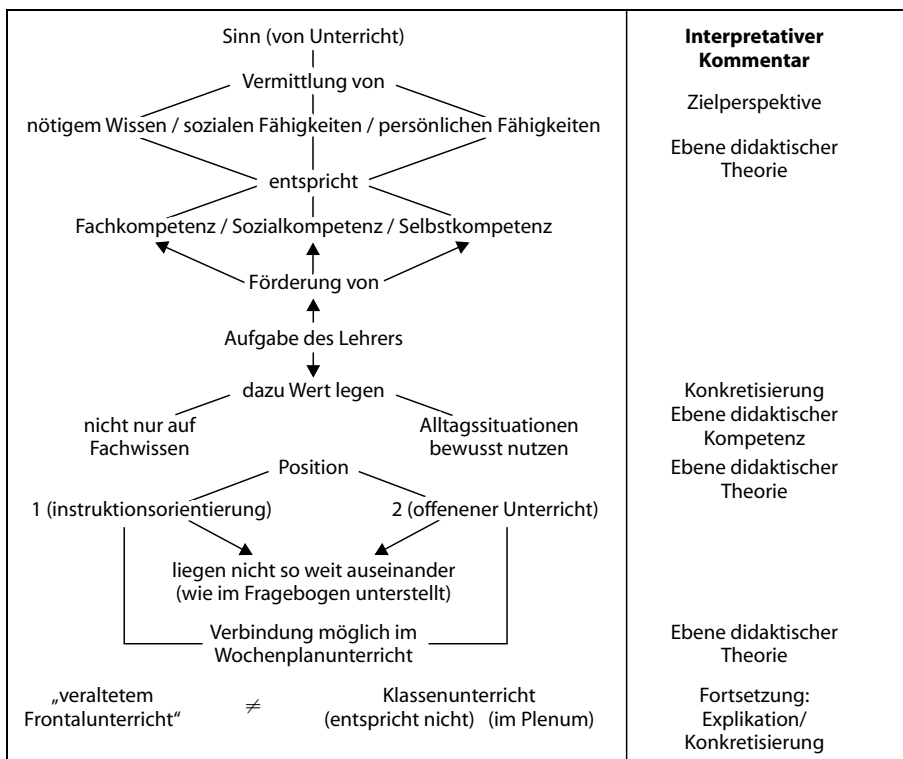 Sinn (von Unterricht)
Vermittlung von
nötigem Wissen / sozialen Fähigkeiten / persönlichen Fähigkeiten
entspricht
Fachkompetenz / Sozialkompetenz / Selbstkompetenz
Förderung von
Aufgabe des Lehrers
dazu Wert legen
nicht nur auf
Fachwissen
Alltagssituationen
bewusst nutzen
Position
1 (instruktionsorientierung)
2 (offenener Unterricht)
liegen nicht so weit auseinander
(wie im Fragebogen unterstellt)
Verbindung möglich im
Wochenplanunterricht
„veraltetem
Frontalunterricht“
≠
(entspricht nicht)
Klassenunterricht
(im Plenum)
Interpretativer
Kommentar
Zielperspektive
Ebene didaktischer
Theorie
Konkretisierung
Ebene didaktischer
Kompetenz
Ebene didaktischer
Theorie
Ebene didaktischer
Theorie
Fortsetzung:
Explikation/
Konkretisierung